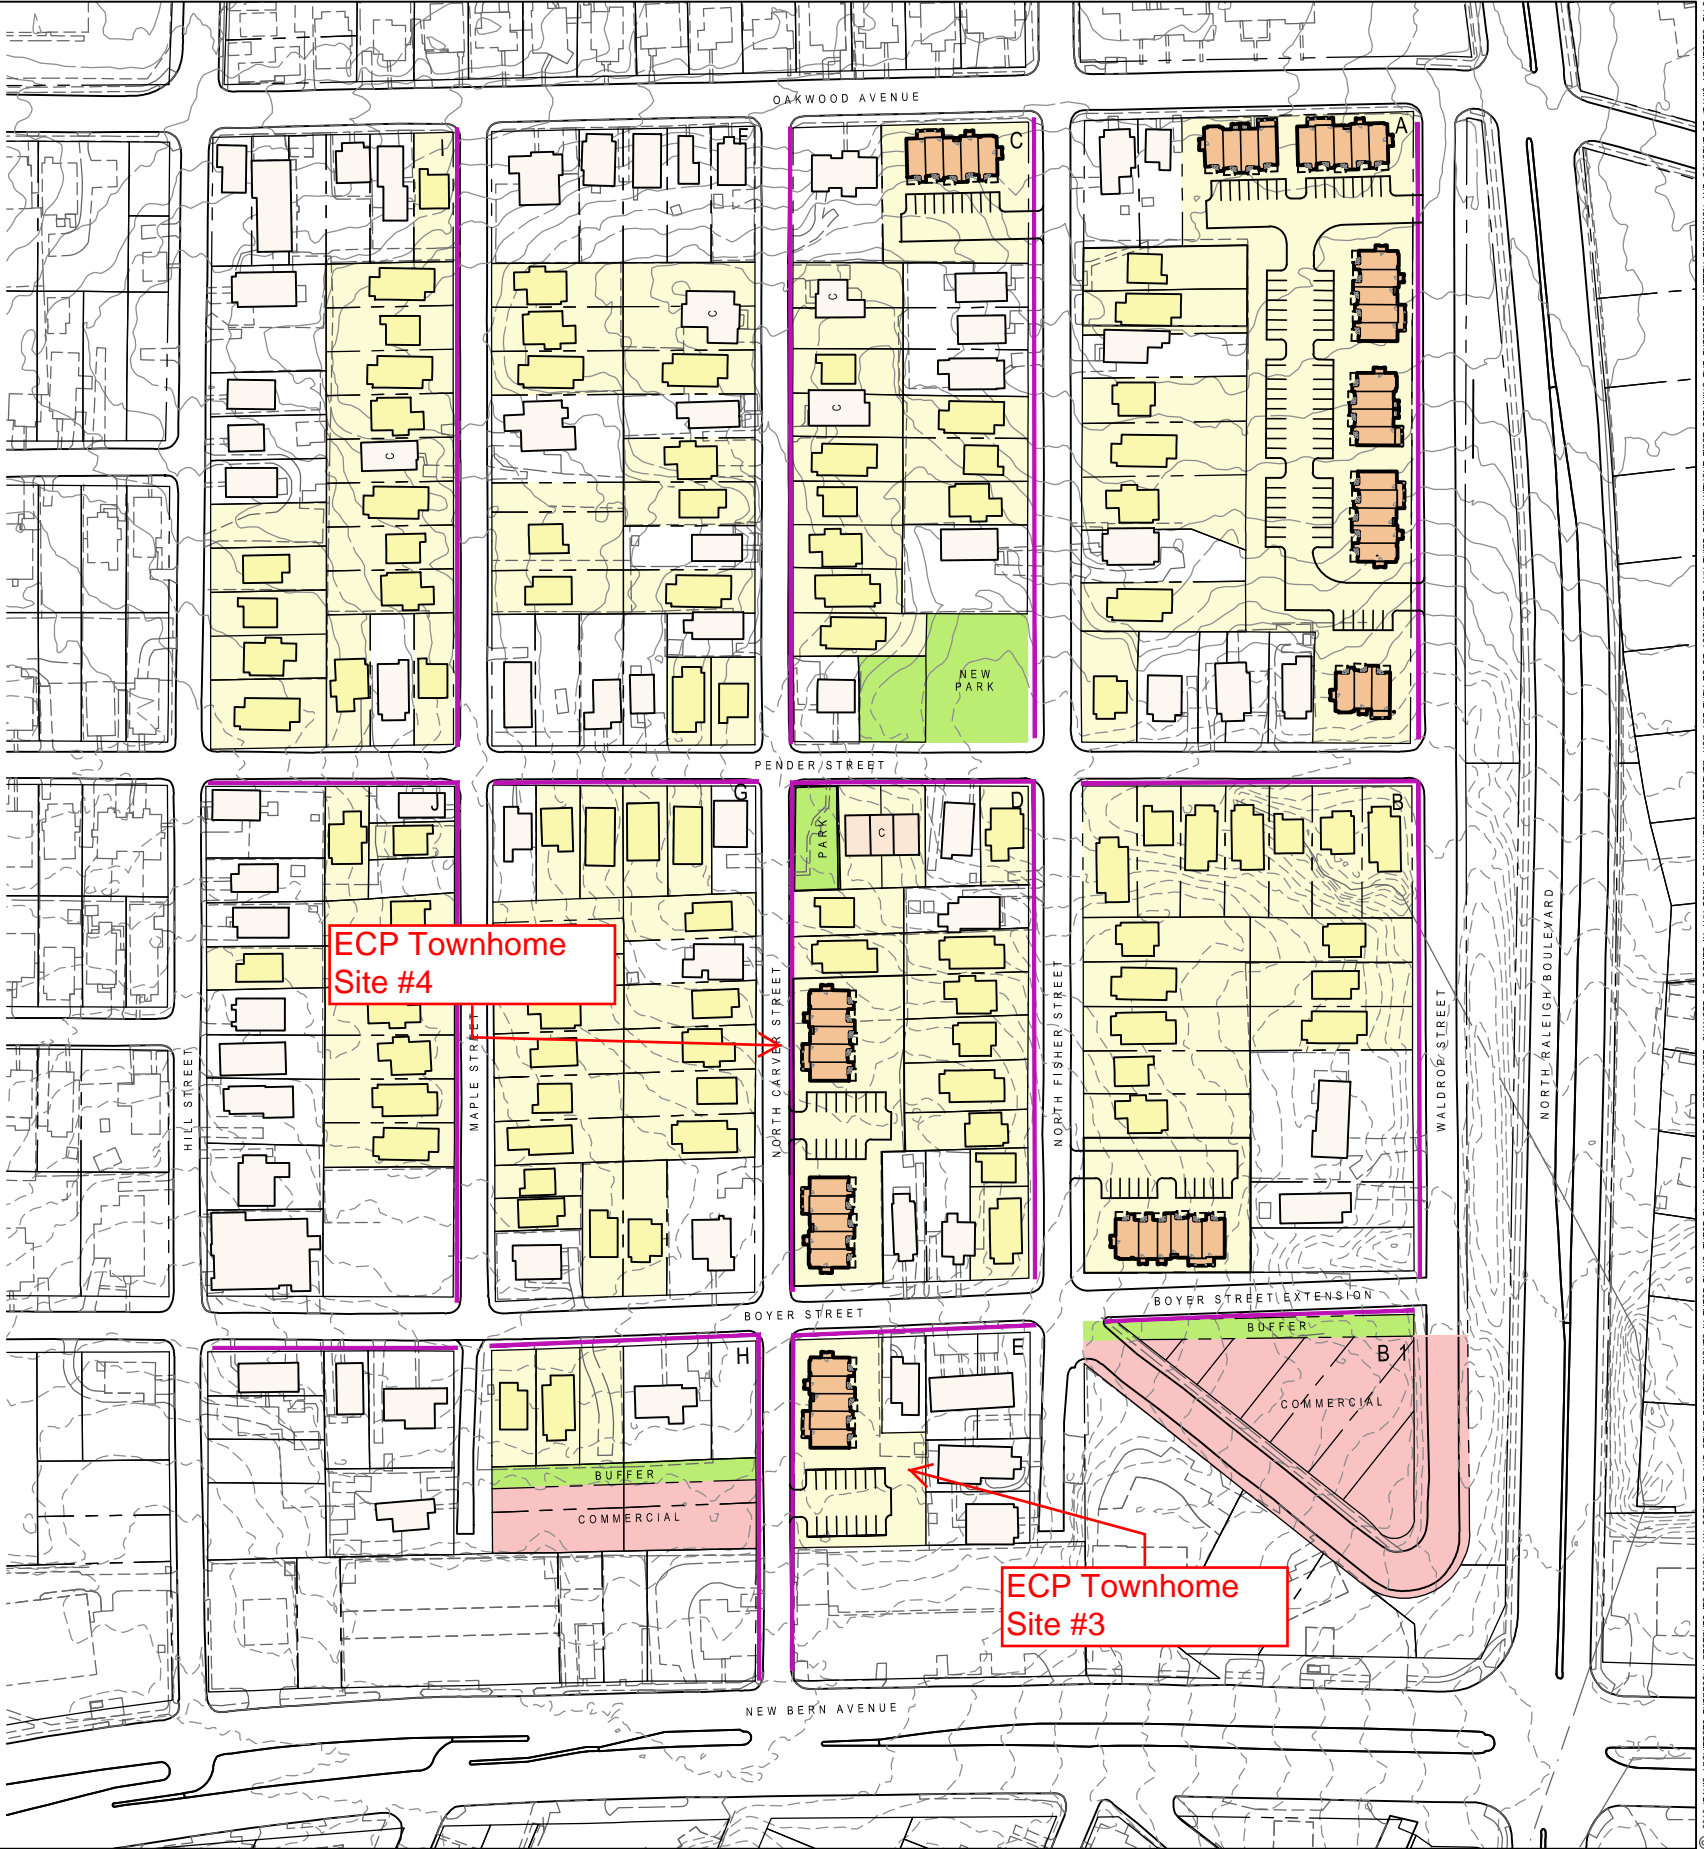 OAKWOOD AVENUE
I
F
C
A
C
C
C
C
NEW
PARK
PENDER STREET
J
G
D
B
PARK
C
ECP Townhome
Site #4
HILL STREET
MAPLE STREET
NORTH CARVER STREET
NORTH FISHER STREET
WALDROP STREET
NORTH RALEIGH BOULEVARD
BOYER STREET
BOYER STREET EXTENSION
H
E
BUFFER
B 1
COMMERCIAL
BUFFER
COMMERCIAL
ECP Townhome
Site #3
NEW BERN AVENUE